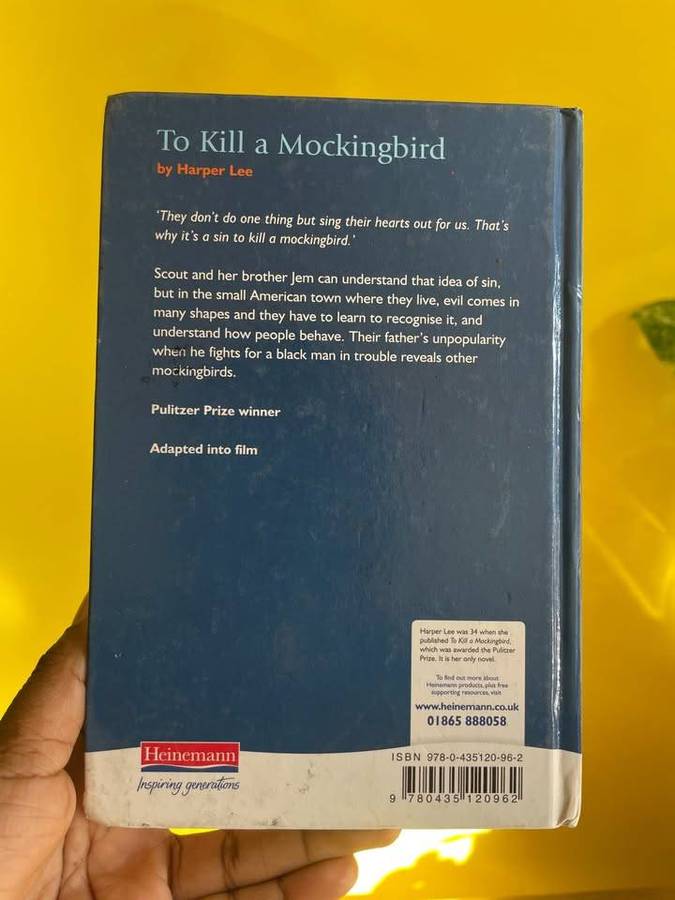 To Kill a Mockingbird
by Harper Lee
'They don't do one thing but sing their hearts out for us. That's
why it's a sin to kill a mockingbird.'
Scout and her brother Jem can understand that idea of sin,
but in the small American town where they live, evil comes in
many shapes and they have to learn to recognise it, and
understand how people behave. Their father's unpopularity
when he fights for a black man in trouble reveals other
mockingbirds.
Pulitzer Prize winner
Adapted into film
Harper Lee was 34 when she
published To Kill a Mockingbird,
which was awarded the Pulitzer
Prize. It is her only novel.
To find out more about
Heinemann products, plus free
supporting resources, visit
www.heinemann.co.uk
01865 888058
Heinemann
Inspiring generations
ISBN 978-0-435120-96-2
9 780435 120962